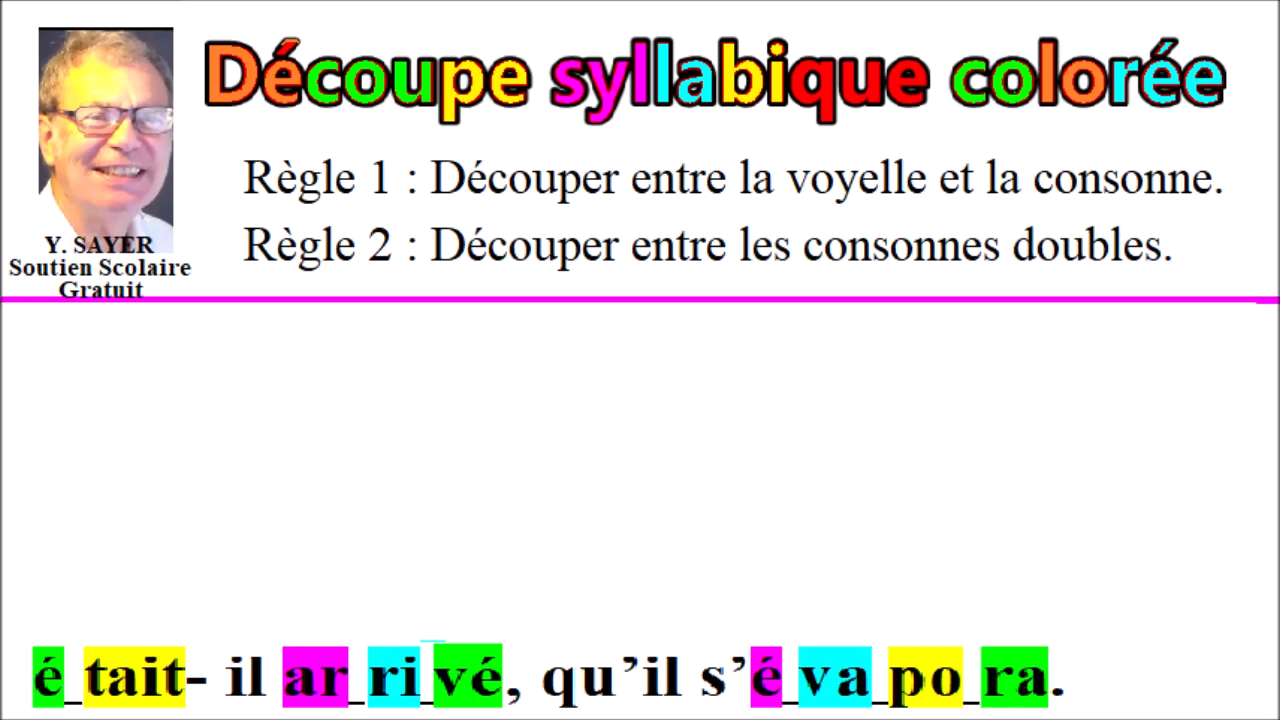 Découpe syllabique colorée
Règle 1 : Découper entre la voyelle et la consonne.
Règle 2 : Découper entre les consonnes doubles.
Y. SAYER
Soutien Scolaire
Gratuit
é_tait- il ar_ri_vé, qu’il s’é_va_po_ra.